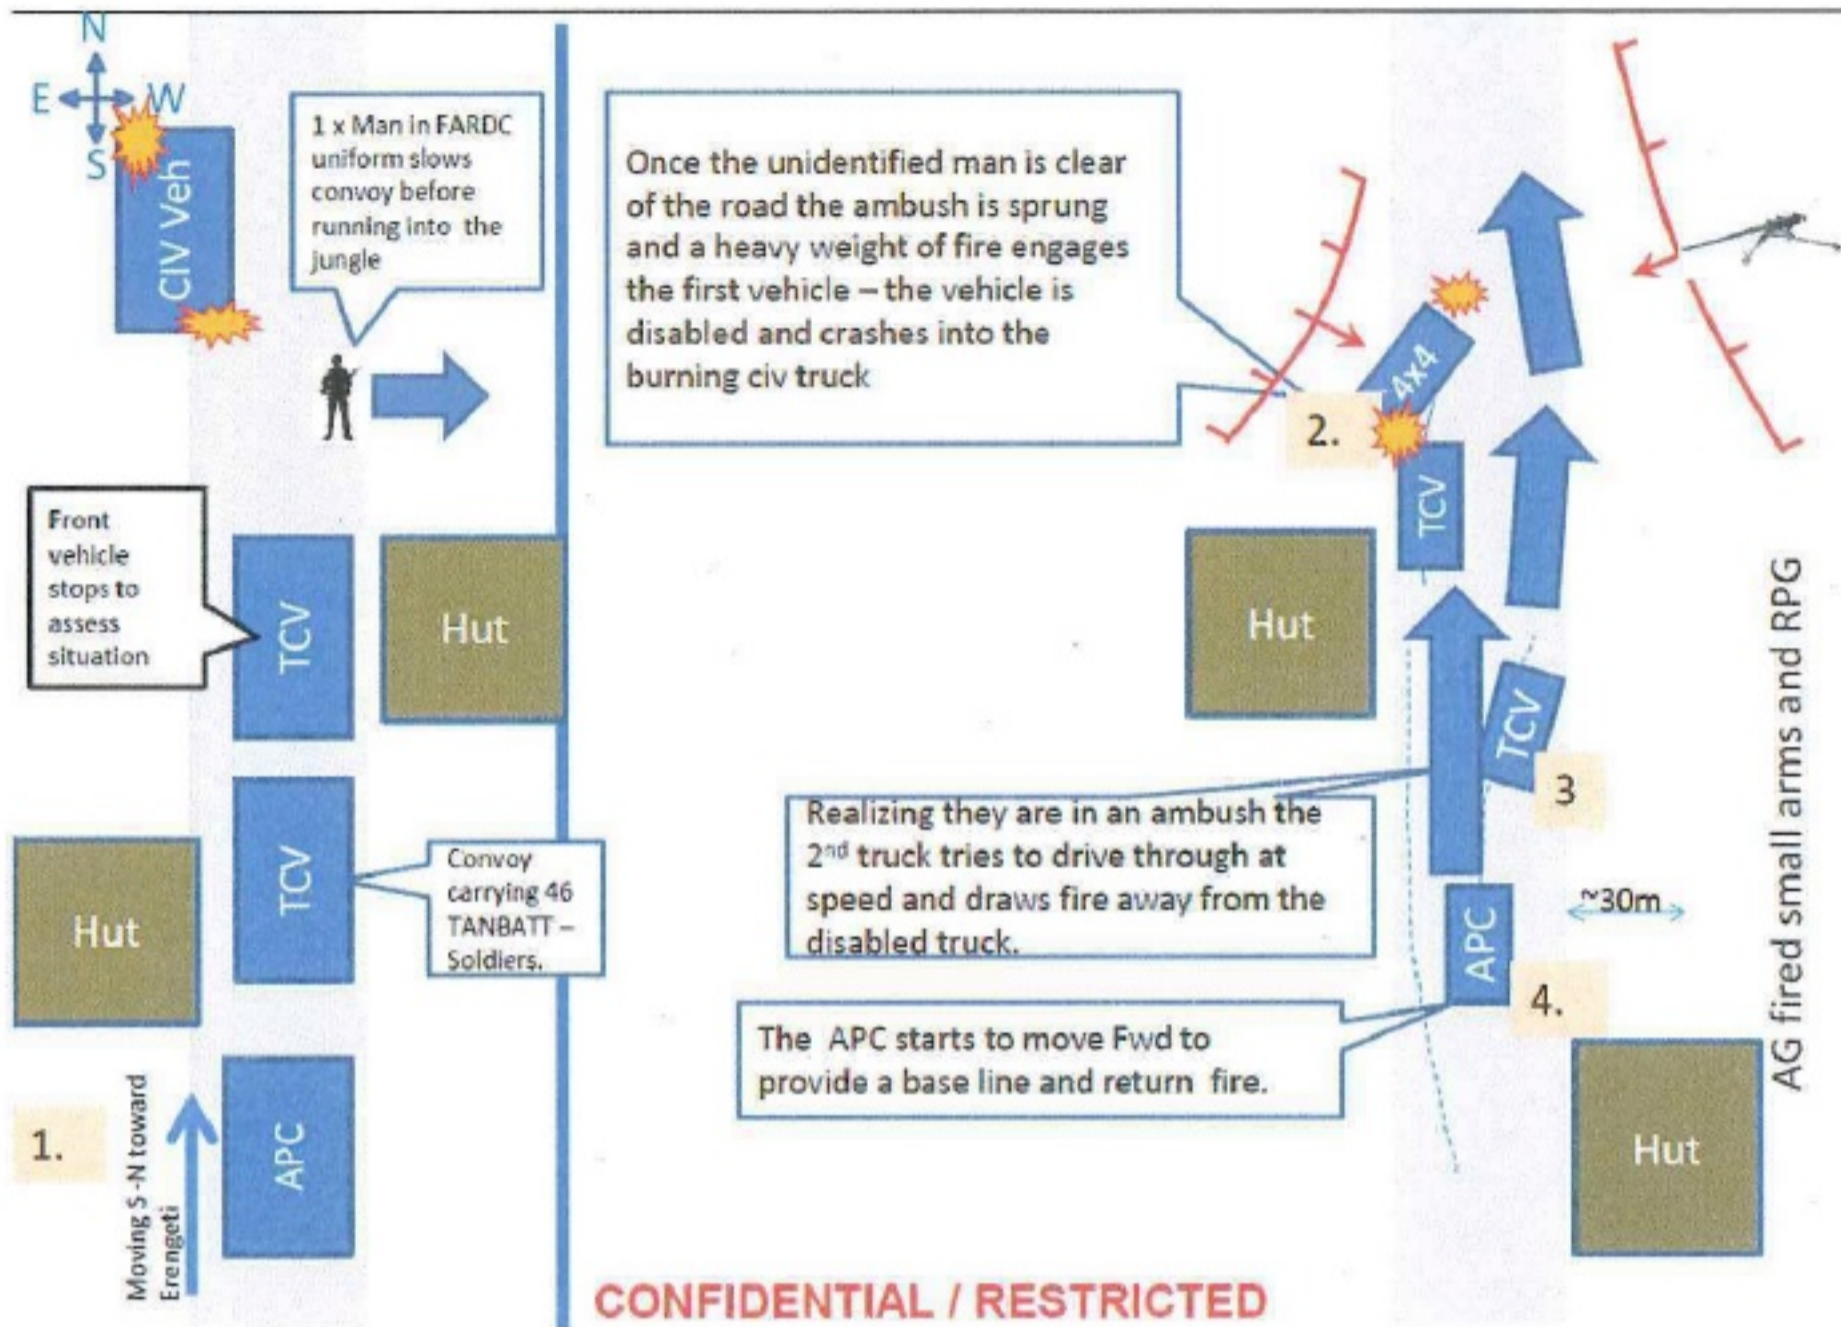 N
E
W
S
CIV Veh
1 x Man in FARDC
uniform slows
convoy before
running into the
jungle
Front
vehicle
stops to
assess
situation
TCV
Hut
Hut
TCV
Convoy
carrying 46
TANBATT –
Soldiers.
1.
Moving S -N toward
Erengeti
APC
Once the unidentified man is clear
of the road the ambush is sprung
and a heavy weight of fire engages
the first vehicle – the vehicle is
disabled and crashes into the
burning civ truck
4x4
2.
TCV
Hut
TCV
3
Realizing they are in an ambush the
2nd truck tries to drive through at
speed and draws fire away from the
disabled truck.
APC
~30m
4.
The APC starts to move Fwd to
provide a base line and return fire.
Hut
AG fired small arms and RPG
CONFIDENTIAL / RESTRICTED